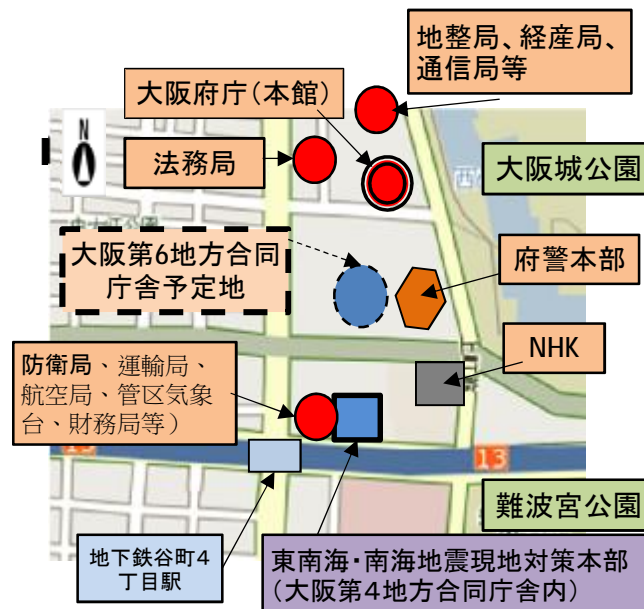 地整局、経産局、
通信局等
大阪府庁（本館）
N
法務局
大阪城公園
大阪第6地方合同
庁舎予定地
府警本部
NHK
防衛局、運輸局、
航空局、管区気象
台、財務局等）
13
地下鉄谷町４
丁目駅
難波宮公園
東南海・南海地震現地対策本部
（大阪第４地方合同庁舎内）